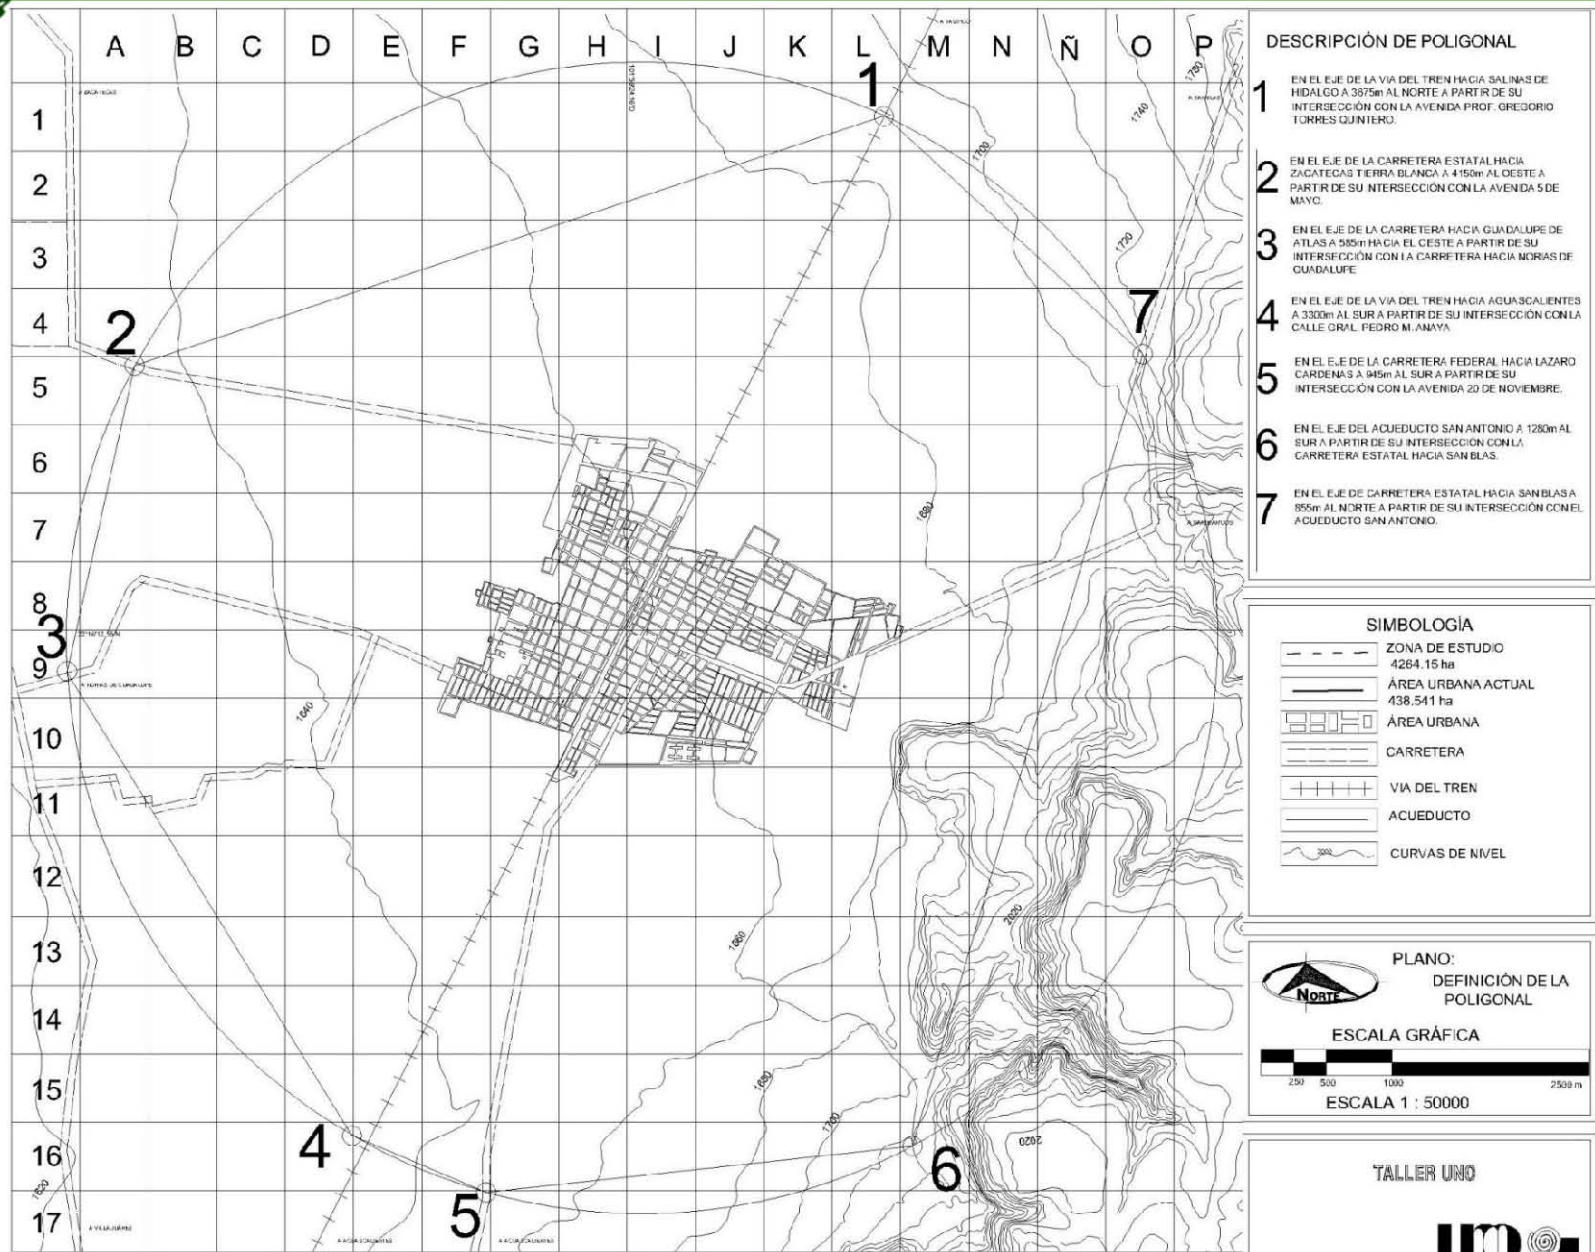 A B C D E F G H I J K L M N Ñ O P
1
2
3
4
5
6
7
8
9
10
11
12
13
14
15
16
17
1
2
3
4
5
6
7
1700
1740
1750
1680
1640
1660
1680
1700
1620
2020
2020
DESCRIPCIÓN DE POLIGONAL
1 EN EL EJE DE LA VIA DEL TREN HACIA SALINAS DE
HIDALGO A 3675m AL NORTE A PARTIR DE SU
INTERSECCIÓN CON LA AVENIDA PROF. GREGORIO
TORRES QUINTERO.
2 EN EL EJE DE LA CARRETERA ESTATAL HACIA
ZACATECAS TIERRA BLANCA A 4150m AL OESTE A
PARTIR DE SU INTERSECCIÓN CON LA AVENIDA 5 DE
MAYO.
3 EN EL EJE DE LA CARRETERA HACIA GUADALUPE DE
ATLAS A 585m HACIA EL OESTE A PARTIR DE SU
INTERSECCIÓN CON LA CARRETERA HACIA NORIAS DE
GUADALUPE
4 EN EL EJE DE LA VIA DEL TREN HACIA AGUASCALIENTES
A 3300m AL SUR A PARTIR DE SU INTERSECCIÓN CON LA
CALLE GRAL. PEDRO M. ANAYA
5 EN EL EJE DE LA CARRETERA FEDERAL HACIA LAZARO
CARDENAS A 945m AL SUR A PARTIR DE SU
INTERSECCIÓN CON LA AVENIDA 20 DE NOVIEMBRE.
6 EN EL EJE DEL ACUEDUCTO SAN ANTONIO A 1280m AL
SUR A PARTIR DE SU INTERSECCIÓN CON LA
CARRETERA ESTATAL HACIA SAN BLAS.
7 EN EL EJE DE CARRETERA ESTATAL HACIA SAN BLAS A
855m AL NORTE A PARTIR DE SU INTERSECCIÓN CON EL
ACUEDUCTO SAN ANTONIO.
SIMBOLOGÍA
ZONA DE ESTUDIO
4264.15 ha
ÁREA URBANA ACTUAL
438.541 ha
ÁREA URBANA
CARRETERA
VIA DEL TREN
ACUEDUCTO
CURVAS DE NIVEL
NORTE
PLANO:
DEFINICIÓN DE LA
POLIGONAL
ESCALA GRÁFICA
250 500 1000 2500 m
ESCALA 1 : 50000
TALLER UNO